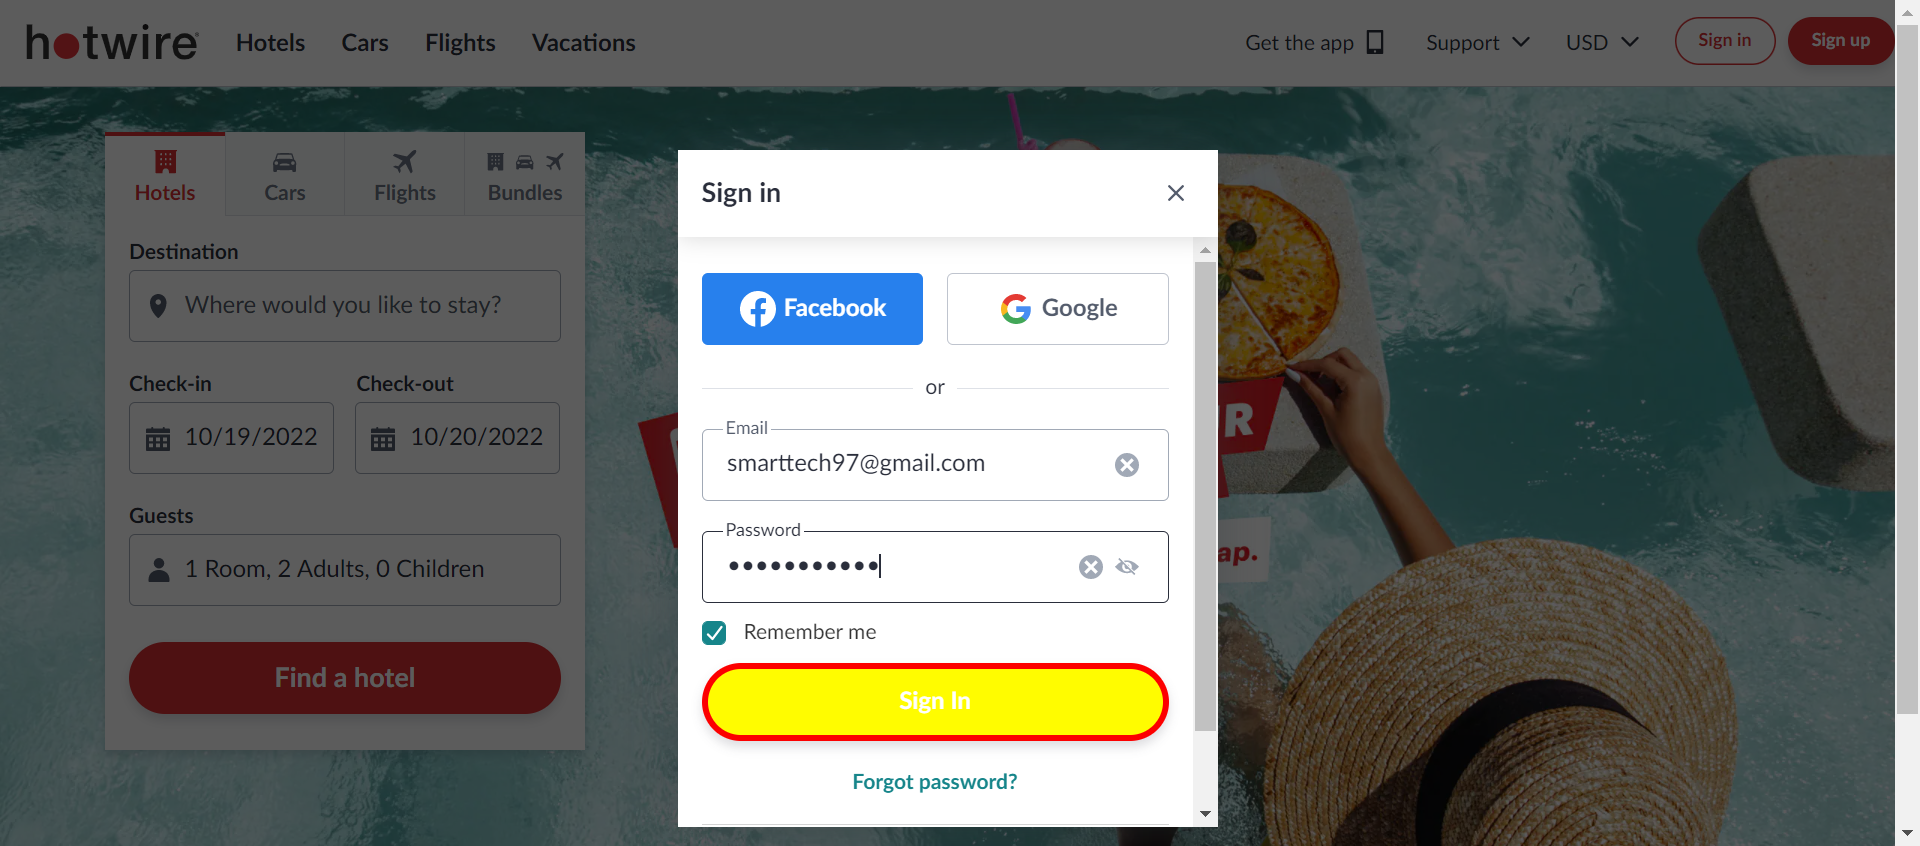 hotwire
Hotels
Cars
Flights
Vacations
Get the app
Support
USD
Sign in
Sign up
Hotels
Cars
Flights
Bundles
Destination
Where would you like to stay?
Check-in
Check-out
10/19/2022
10/20/2022
Guests
1 Room, 2 Adults, 0 Children
Find a hotel
Sign in
Facebook
Google
or
Email
smarttech97@gmail.com
Password
•••••••••••
Remember me
Sign In
Forgot password?